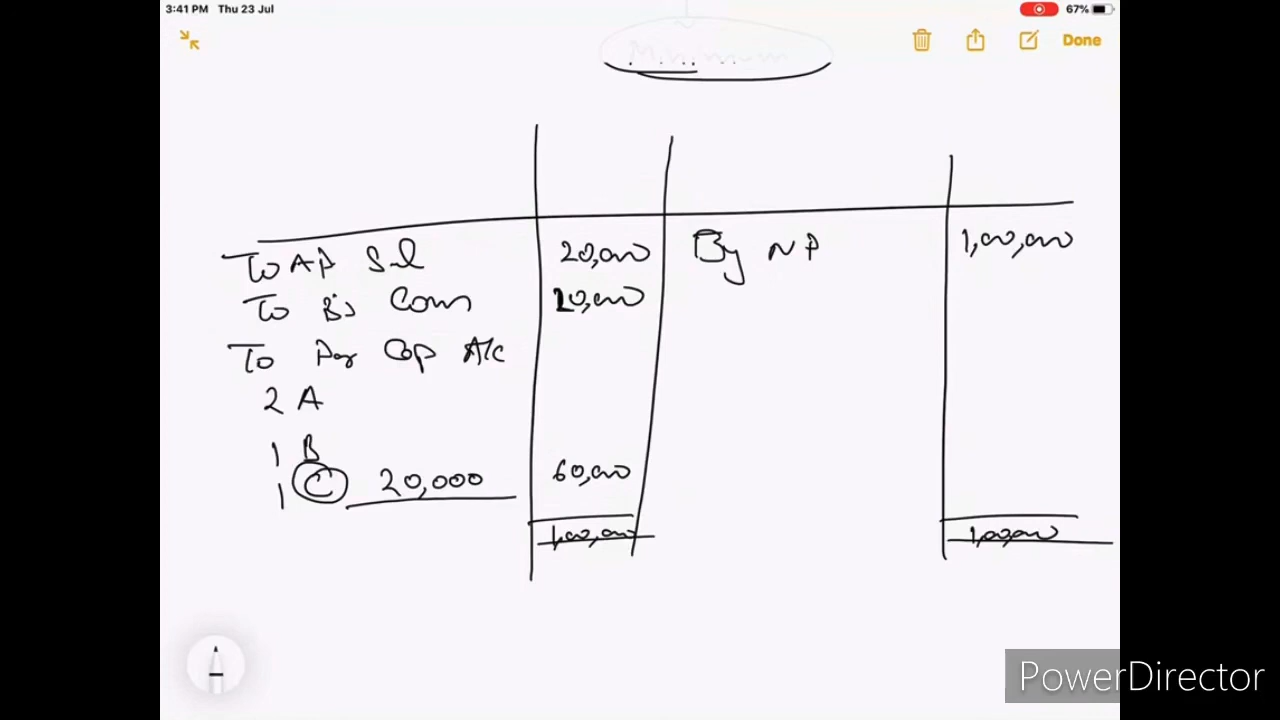 3:41 PM Thu 23 Jul 67%
Done
Minimum
To AP Sal 20,000 By NP 1,00,000
To B's Com 20,000
To Par Cap A/c
2 A
1 B
1 C 20,000 60,000
1,00,000 1,00,000
PowerDirector